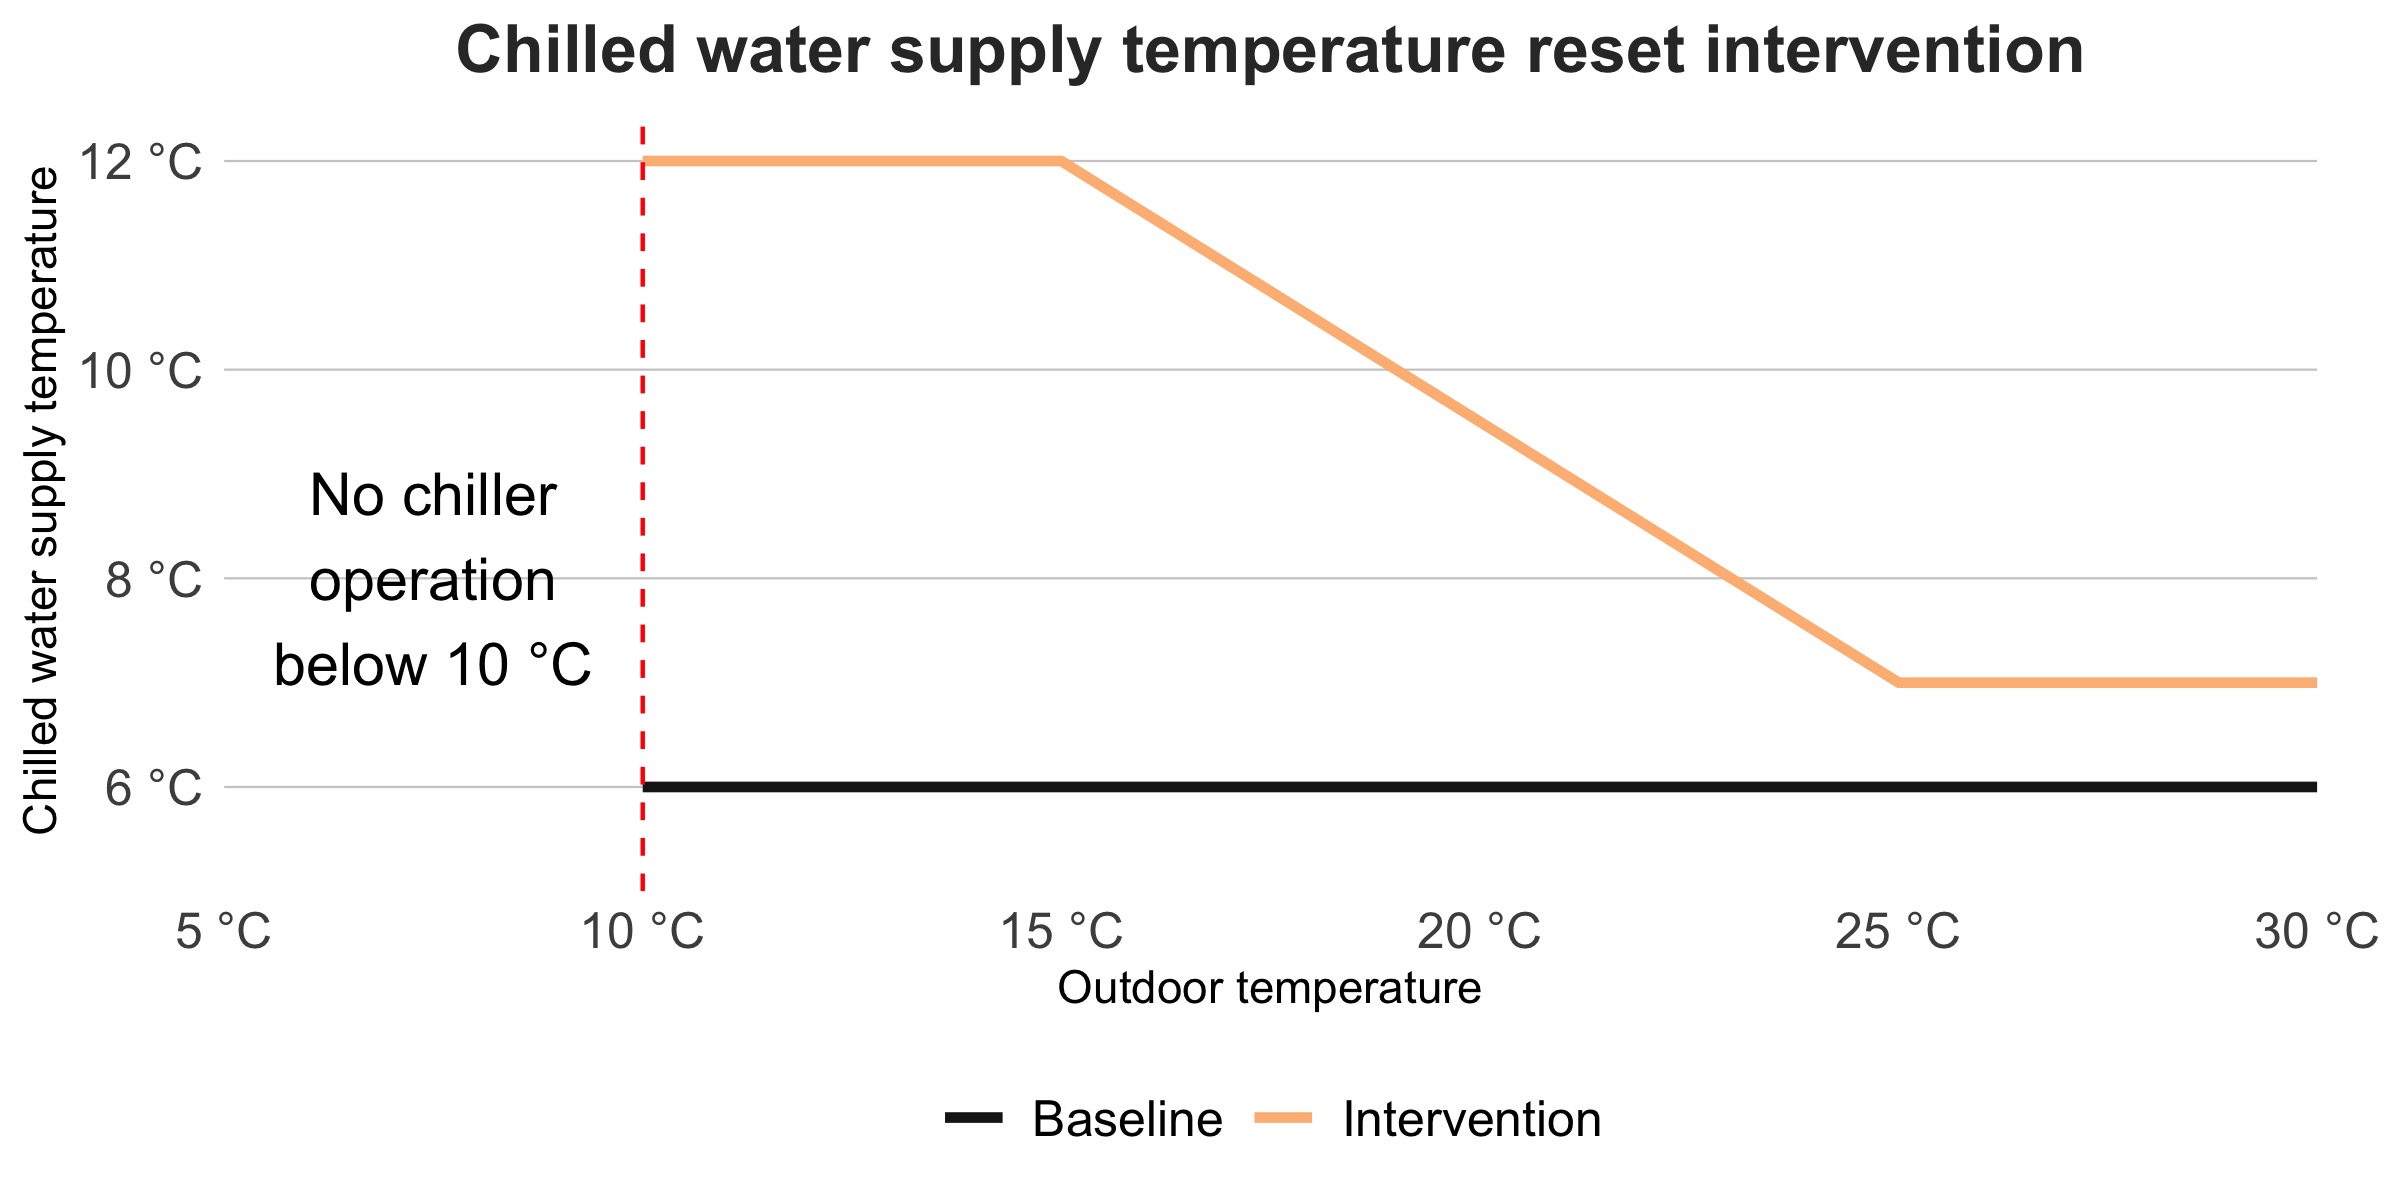 Chilled water supply temperature reset intervention
Chilled water supply temperature
12 °C
10 °C
8 °C
6 °C
No chiller
operation
below 10 °C
5 °C
10 °C
15 °C
20 °C
25 °C
30 °C
Outdoor temperature
Baseline
Intervention